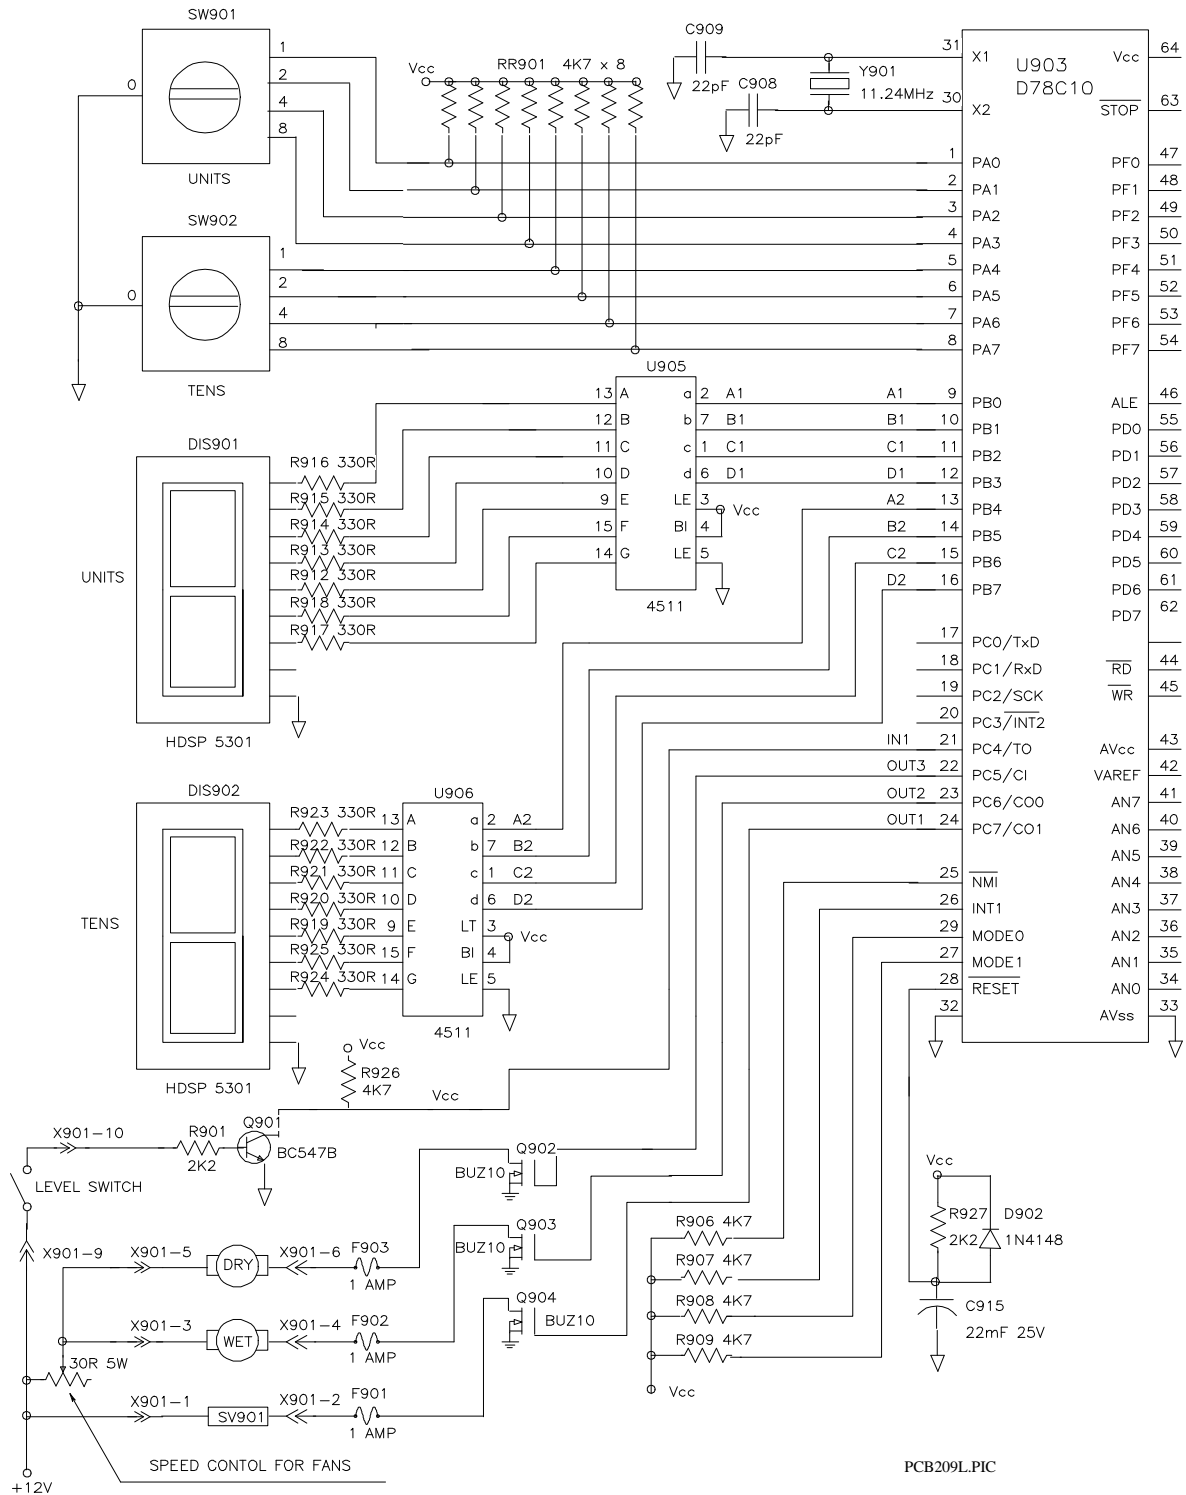 SW901
0
1
2
4
8
UNITS
SW902
0
1
2
4
8
TENS
Vcc
RR901 4K7 x 8
C909
22pF
C908
22pF
Y901
11.24MHz
U903
D78C10
31 X1
30 X2
1 PA0
2 PA1
3 PA2
4 PA3
5 PA4
6 PA5
7 PA6
8 PA7
A1 9 PB0
B1 10 PB1
C1 11 PB2
D1 12 PB3
A2 13 PB4
B2 14 PB5
C2 15 PB6
D2 16 PB7
17 PC0/TxD
18 PC1/RxD
19 PC2/SCK
20 PC3/INT2
IN1 21 PC4/TO
OUT3 22 PC5/CI
OUT2 23 PC6/CO0
OUT1 24 PC7/CO1
25 NMI
26 INT1
29 MODE0
27 MODE1
28 RESET
32
Vcc 64
STOP 63
PF0 47
PF1 48
PF2 49
PF3 50
PF4 51
PF5 52
PF6 53
PF7 54
ALE 46
PD0 55
PD1 56
PD2 57
PD3 58
PD4 59
PD5 60
PD6 61
PD7 62
RD 44
WR 45
AVcc 43
VAREF 42
AN7 41
AN6 40
AN5 39
AN4 38
AN3 37
AN2 36
AN1 35
AN0 34
AVss 33
U905
13 A a 2 A1
12 B b 7 B1
11 C c 1 C1
10 D d 6 D1
9 E LE 3
Vcc
15 F BI 4
14 G LE 5
4511
DIS901
R916 330R
R915 330R
R914 330R
R913 330R
R912 330R
R918 330R
R917 330R
UNITS
HDSP 5301
DIS902
U906
R923 330R 13 A a 2 A2
R922 330R 12 B b 7 B2
R921 330R 11 C c 1 C2
R920 330R 10 D d 6 D2
R919 330R 9 E LT 3
Vcc
R925 330R 15 F BI 4
R924 330R 14 G LE 5
4511
TENS
HDSP 5301
Vcc
R926
4K7
Vcc
X901-10
R901
2K2
Q901
BC547B
LEVEL SWITCH
Q902
BUZ10
Q903
BUZ10
Q904
BUZ10
X901-9
X901-5
DRY
X901-6
F903
1 AMP
X901-3
WET
X901-4
F902
1 AMP
30R 5W
X901-1
SV901
X901-2
F901
1 AMP
SPEED CONTOL FOR FANS
+12V
R906 4K7
R907 4K7
R908 4K7
R909 4K7
Vcc
Vcc
R927
2K2
D902
1N4148
C915
22mF 25V
PCB209L.PIC